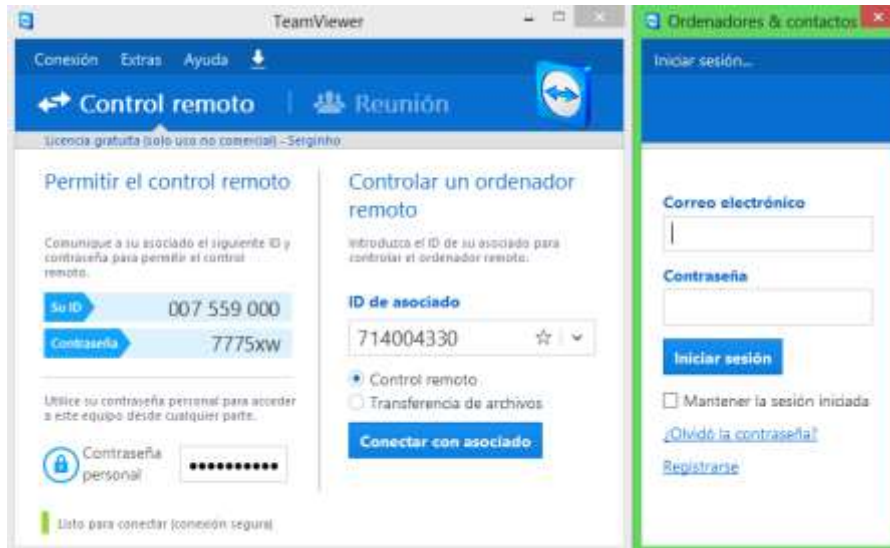 TeamViewer
Conexión Extras Ayuda
Control remoto
Reunión
Licencia gratuita (solo uso no comercial) - Serginho
Permitir el control remoto
Comunique a su asociado el siguiente ID y
contraseña para permitir el control
remoto.
Su ID 007 559 000
Contraseña 7775xw
Utilice su contraseña personal para acceder
a este equipo desde cualquier parte.
Contraseña
personal
Listo para conectar (conexión segura)
Controlar un ordenador
remoto
Introduzca el ID de su asociado para
controlar el ordenador remoto.
ID de asociado
714004330
Control remoto
Transferencia de archivos
Conectar con asociado
Ordenadores & contactos
Iniciar sesión...
Correo electrónico
Contraseña
Iniciar sesión
Mantener la sesión iniciada
¿Olvidó la contraseña?
Registrarse